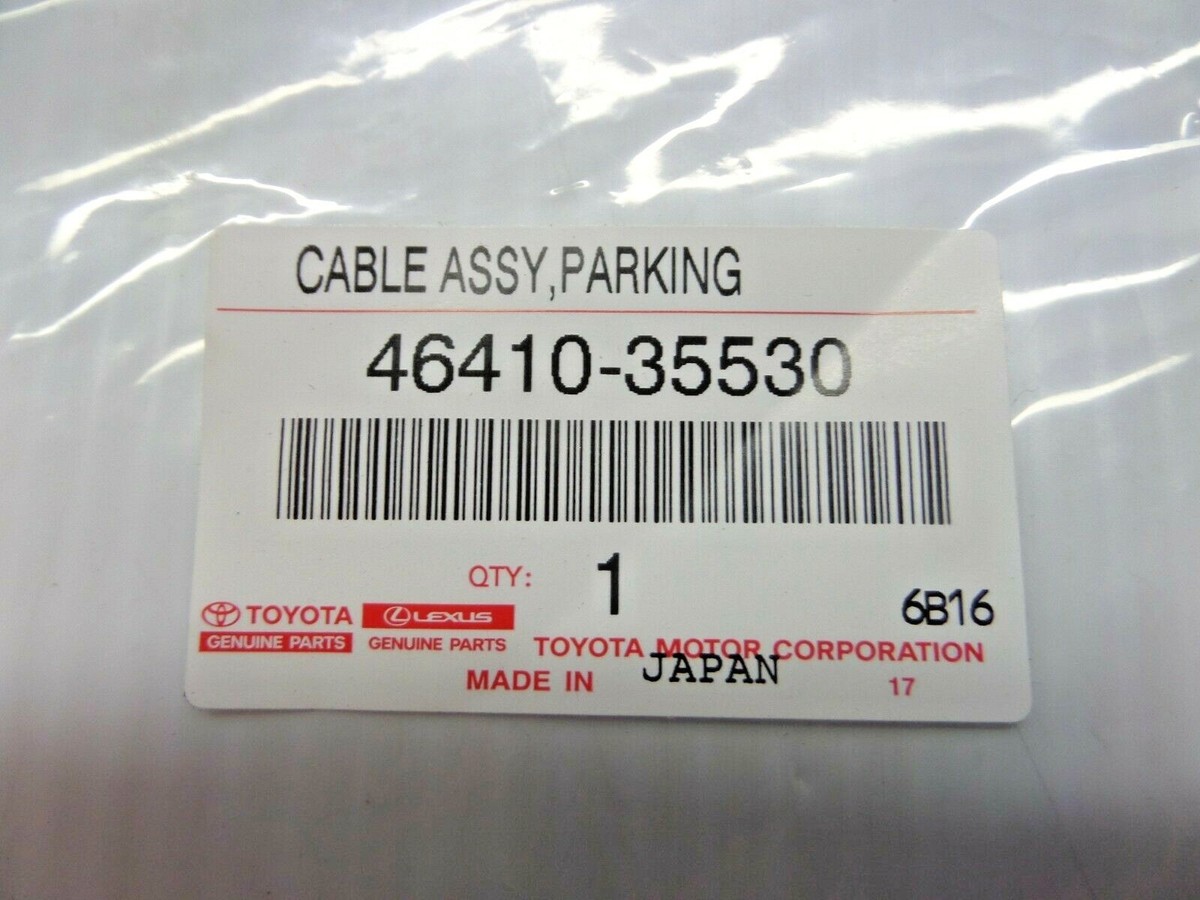 CABLE ASSY,PARKING
46410-35530
QTY: 1
6B16
TOYOTA LEXUS
GENUINE PARTS GENUINE PARTS
TOYOTA MOTOR CORPORATION
MADE IN JAPAN 17